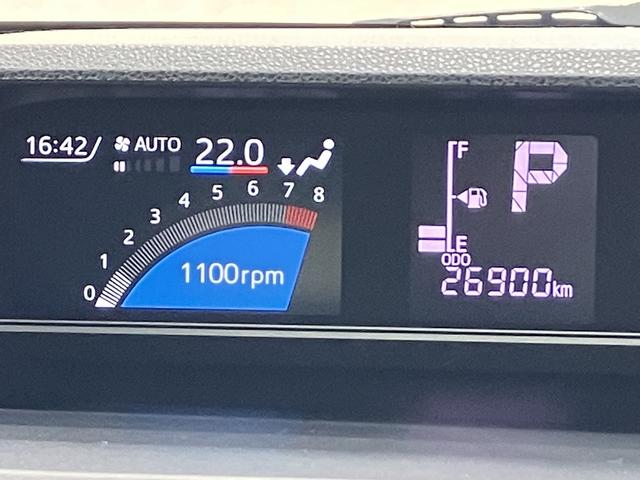 16:42 AUTO 22.0
0 1 2 3 4 5 6 7 8
1100rpm
F
P
E
ODO
26900km